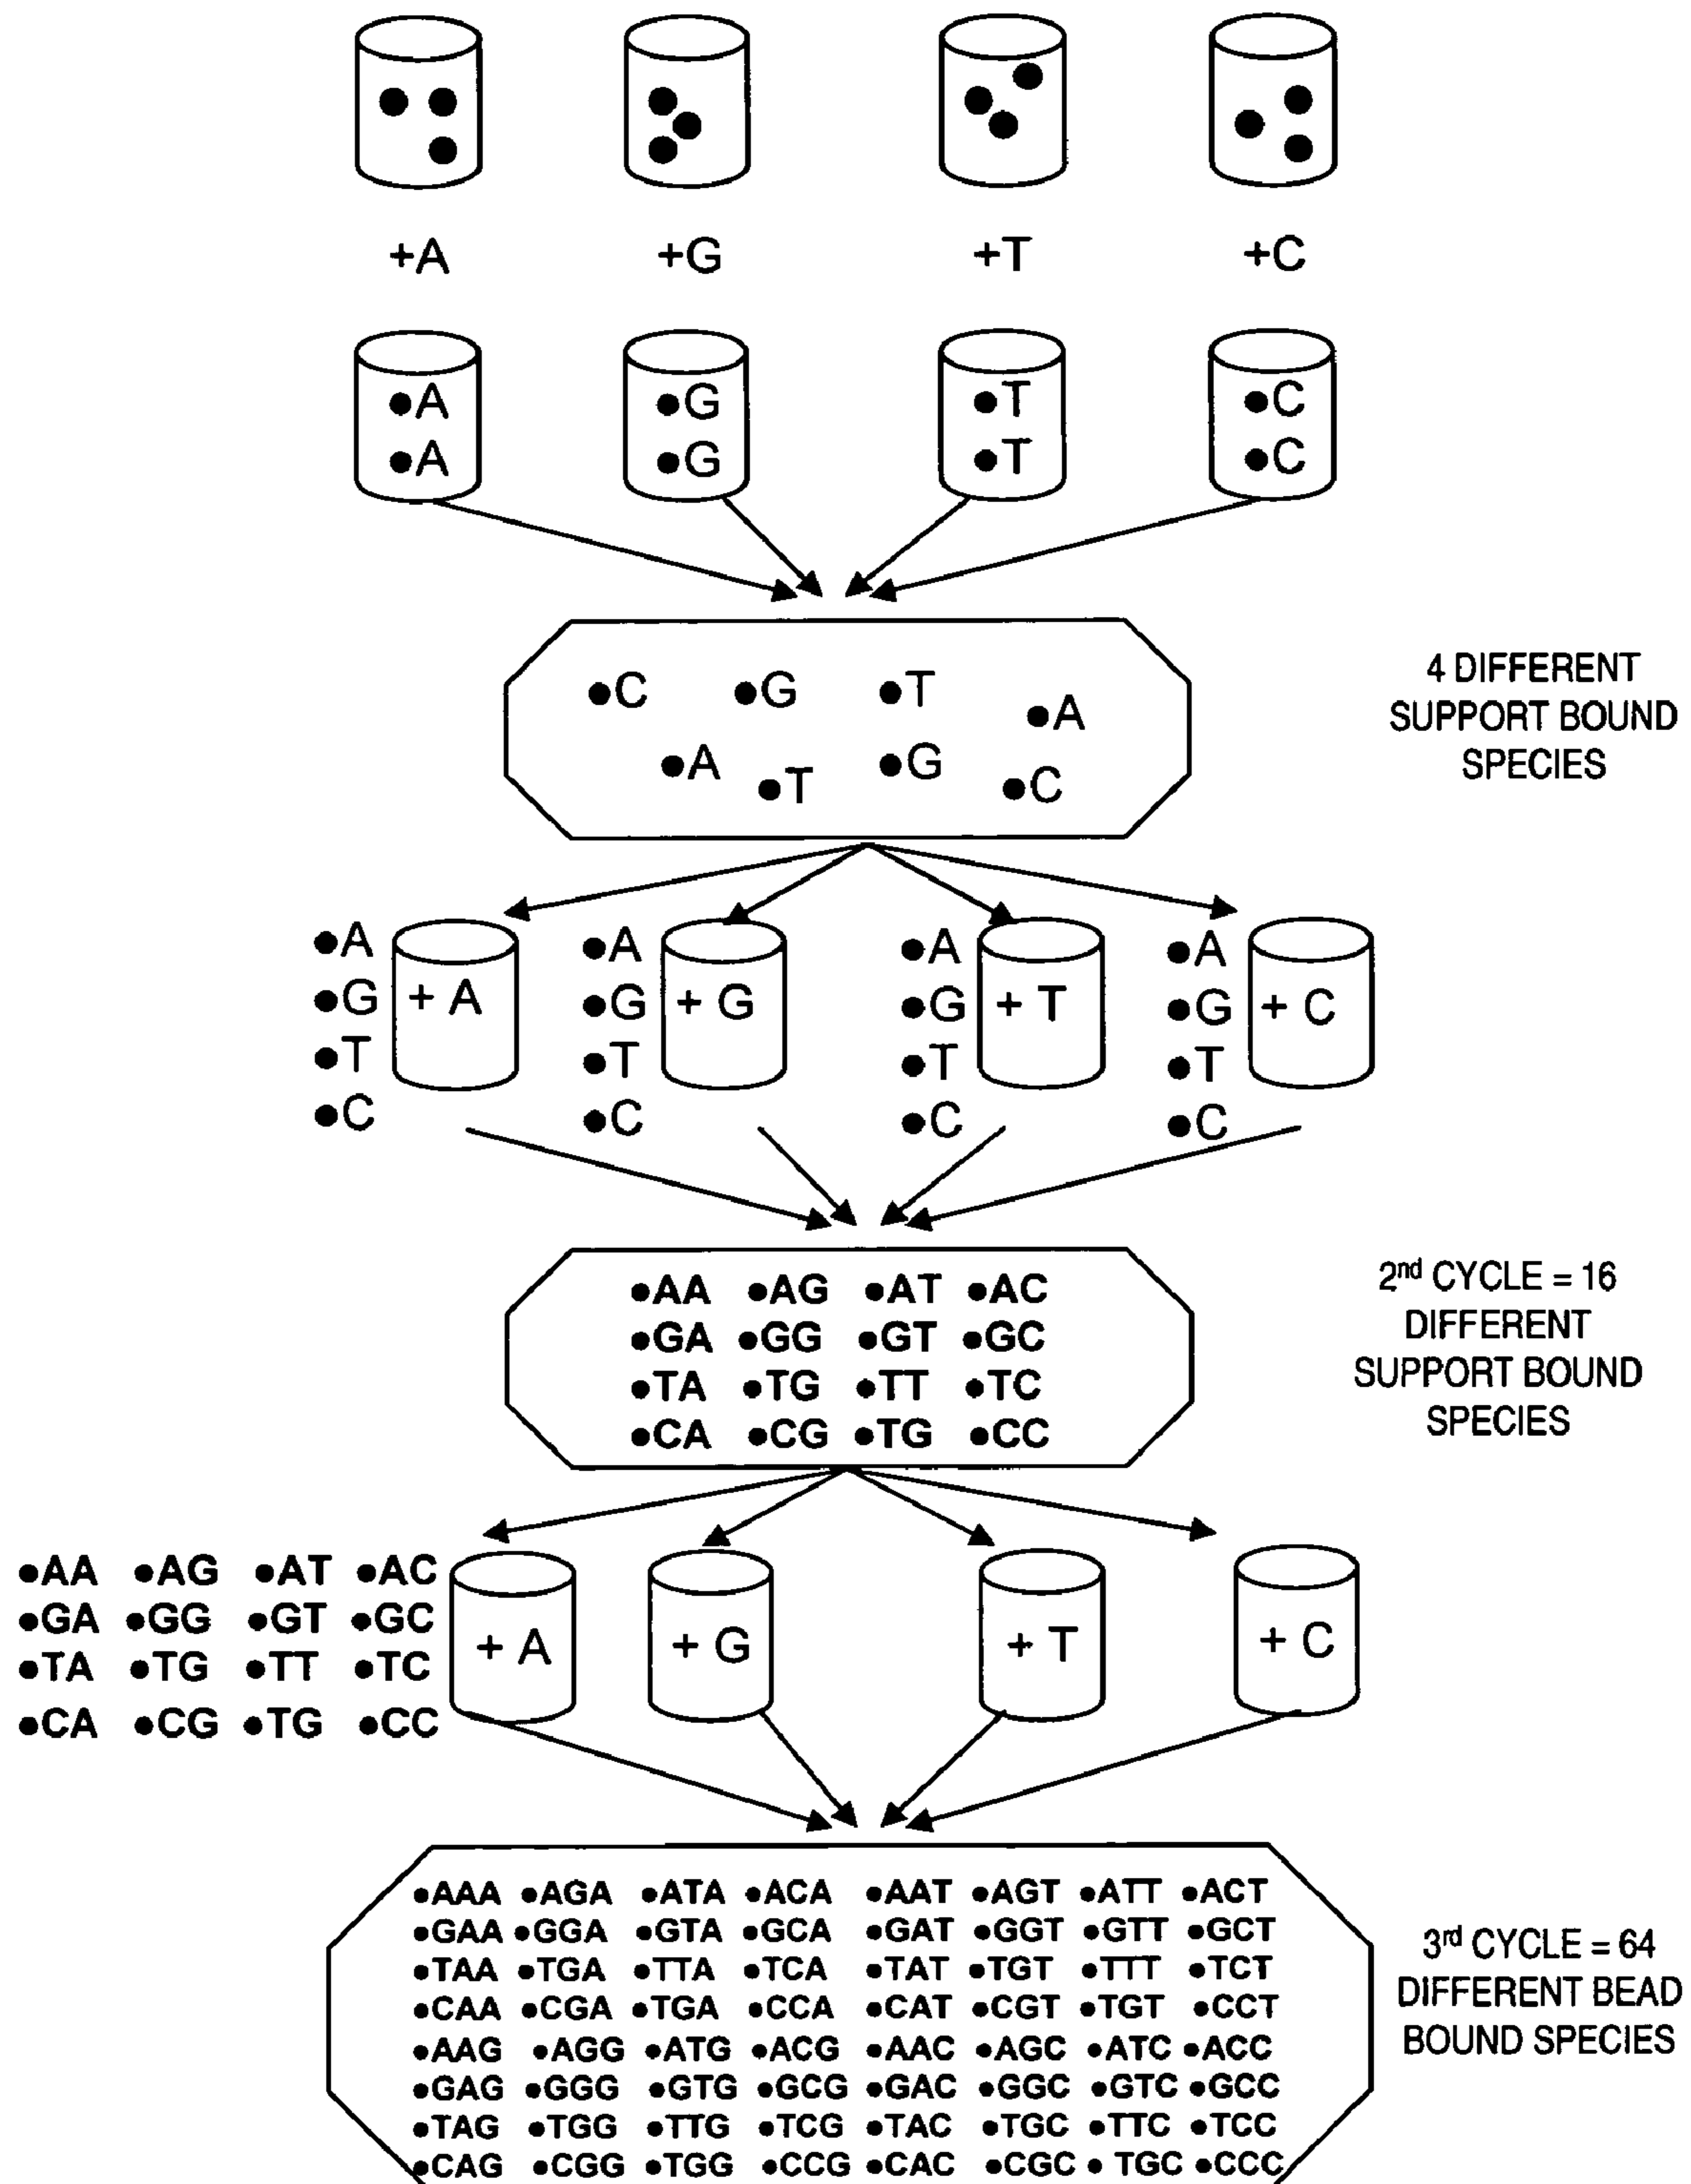 +A +G +T +C
●A ●G ●T ●C
●A ●G ●T ●C
●C ●G ●T ●A
●A ●T ●G ●C
4 DIFFERENT
SUPPORT BOUND
SPECIES
●A ●A ●A ●A
●G + A ●G + G ●G + T ●G + C
●T ●T ●T ●T
●C ●C ●C ●C
●AA ●AG ●AT ●AC
●GA ●GG ●GT ●GC
●TA ●TG ●TT ●TC
●CA ●CG ●TG ●CC
2nd CYCLE = 16
DIFFERENT
SUPPORT BOUND
SPECIES
●AA ●AG ●AT ●AC
●GA ●GG ●GT ●GC
●TA ●TG ●TT ●TC
●CA ●CG ●TG ●CC
+ A + G + T + C
●AAA ●AGA ●ATA ●ACA ●AAT ●AGT ●ATT ●ACT
●GAA ●GGA ●GTA ●GCA ●GAT ●GGT ●GTT ●GCT
●TAA ●TGA ●TTA ●TCA ●TAT ●TGT ●TTT ●TCT
●CAA ●CGA ●TGA ●CCA ●CAT ●CGT ●TGT ●CCT
●AAG ●AGG ●ATG ●ACG ●AAC ●AGC ●ATC ●ACC
●GAG ●GGG ●GTG ●GCG ●GAC ●GGC ●GTC ●GCC
●TAG ●TGG ●TTG ●TCG ●TAC ●TGC ●TTC ●TCC
●CAG ●CGG ●TGG ●CCG ●CAC ●CGC ● TGC ●CCC
3rd CYCLE = 64
DIFFERENT BEAD
BOUND SPECIES